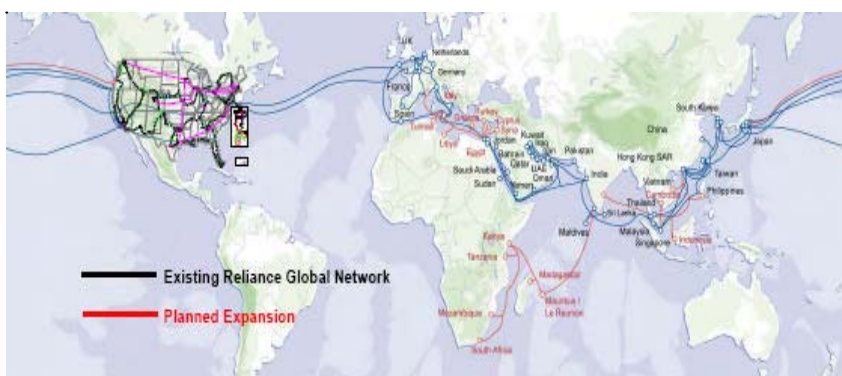 UK
Netherlands
Germany
France
Italy
Spain
Turkey
Greece
Cyprus
Syria
Tunisia
Libya
Egypt
Jordan
Kuwait
Iraq
Iran
Pakistan
Bahrain
Qatar
UAE
Oman
Saudi Arabia
Sudan
Yemen
India
Sri Lanka
Maldives
China
South Korea
Japan
Hong Kong SAR
Taiwan
Vietnam
Cambodia
Philippines
Thailand
Malaysia
Singapore
Indonesia
Kenya
Tanzania
Madagascar
Mauritius /
La Reunion
Mozambique
South Africa
Existing Reliance Global Network
Planned Expansion